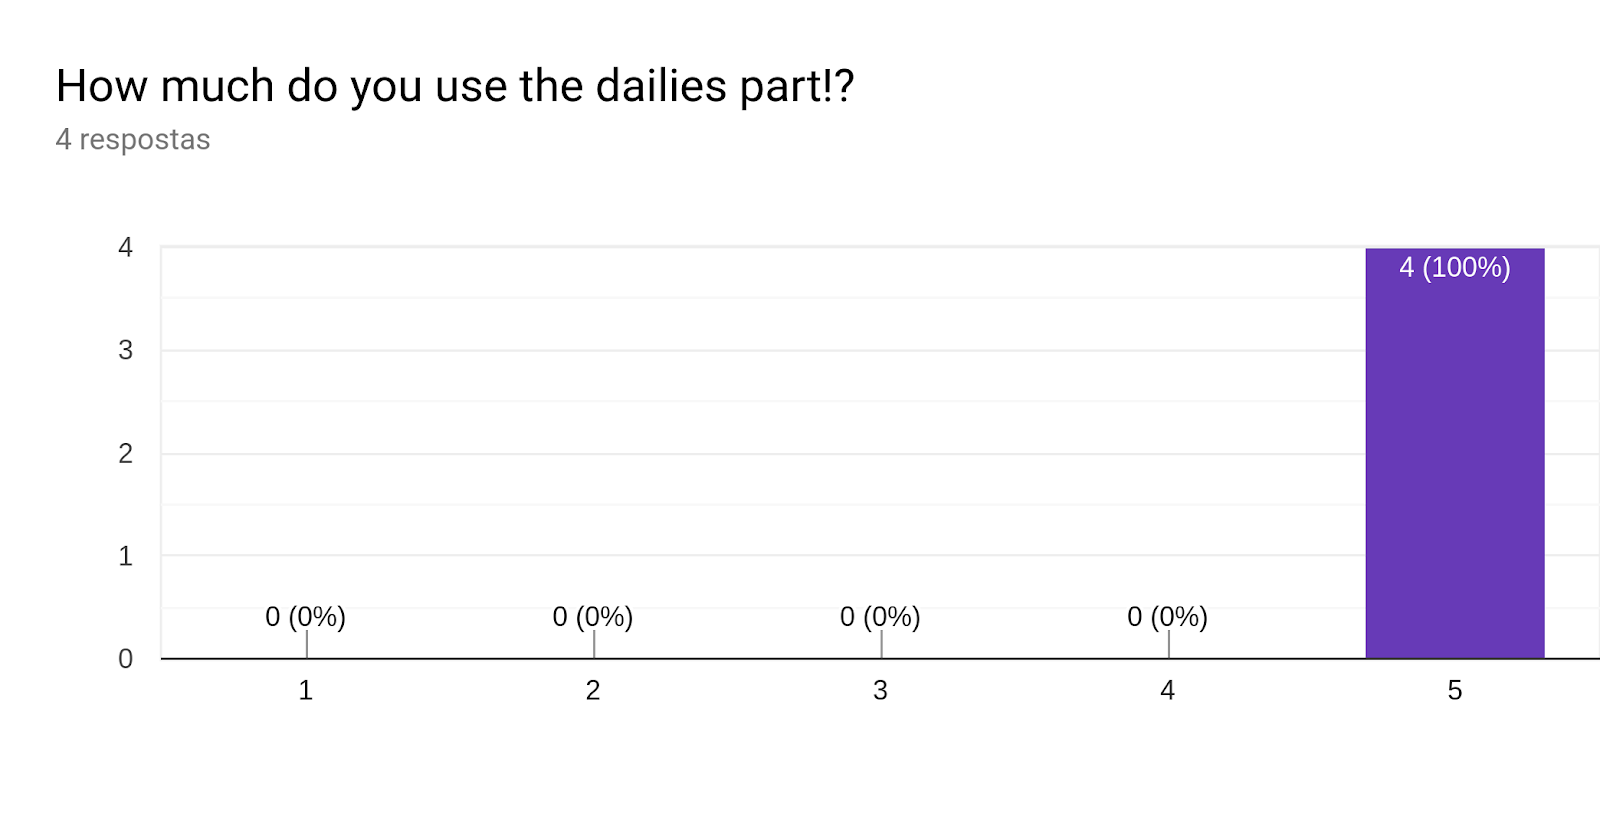 How much do you use the dailies part!?
4 respostas
4
4 (100%)
3
2
1
0 (0%) 0 (0%) 0 (0%) 0 (0%)
0
1 2 3 4 5